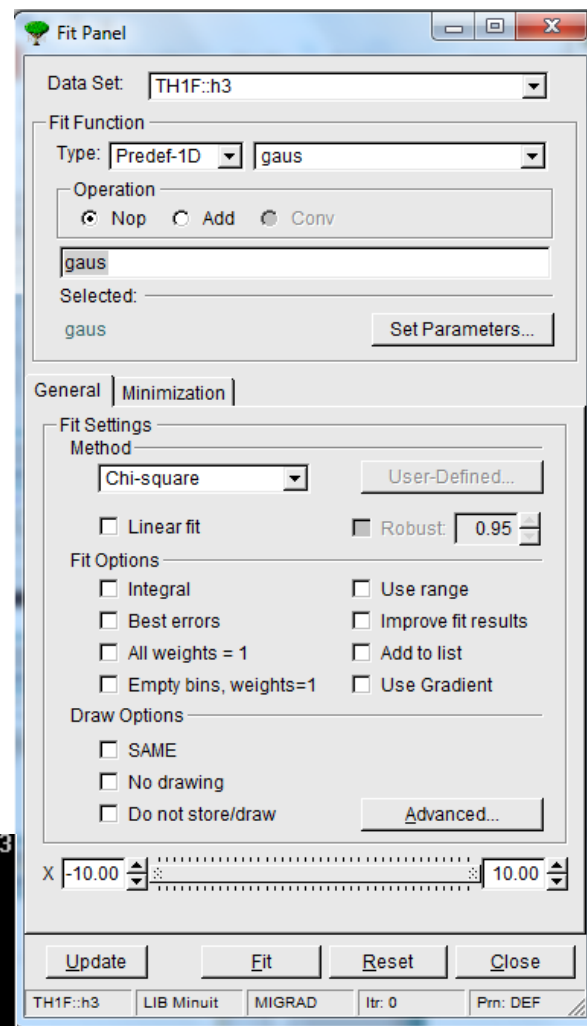 Fit Panel
Data Set: TH1F::h3
Fit Function
Type: Predef-1D gaus
Operation
Nop Add Conv
gaus
Selected:
gaus Set Parameters...
General Minimization
Fit Settings
Method
Chi-square User-Defined...
Linear fit Robust: 0.95
Fit Options
Integral Use range
Best errors Improve fit results
All weights = 1 Add to list
Empty bins, weights=1 Use Gradient
Draw Options
SAME
No drawing
Do not store/draw Advanced...
3
X -10.00 10.00
Update Fit Reset Close
TH1F::h3 LIB Minuit MIGRAD Itr: 0 Prn: DEF